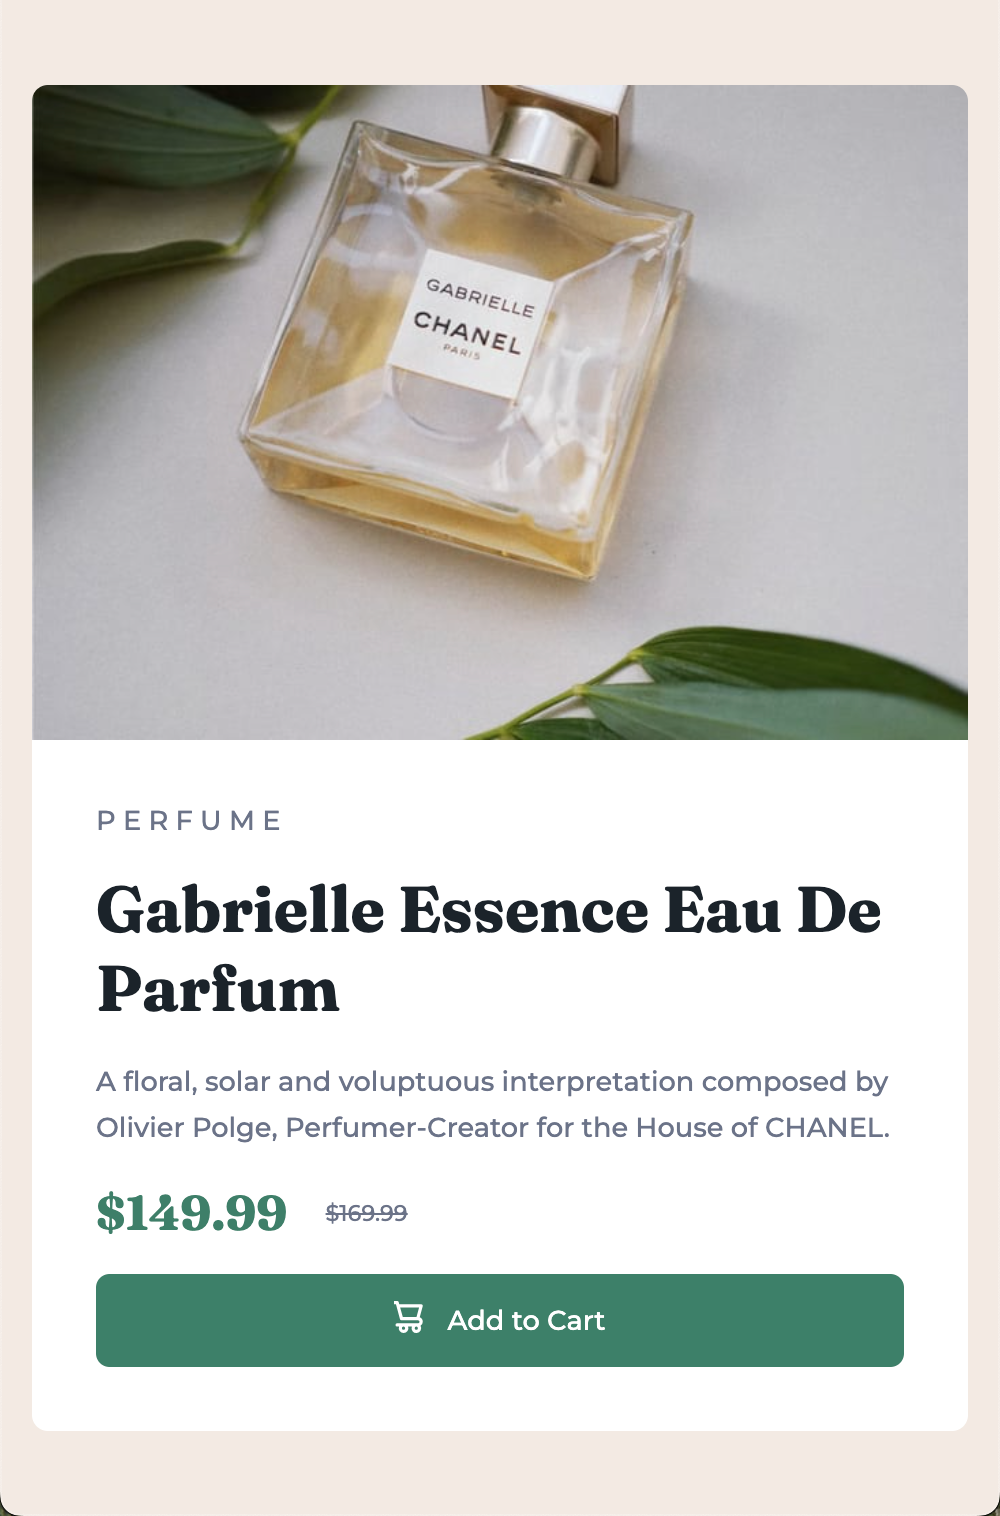 GABRIELLE
CHANEL
PARIS
PERFUME
Gabrielle Essence Eau De
Parfum
A floral, solar and voluptuous interpretation composed by
Olivier Polge, Perfumer-Creator for the House of CHANEL.
$149.99 $169.99
Add to Cart